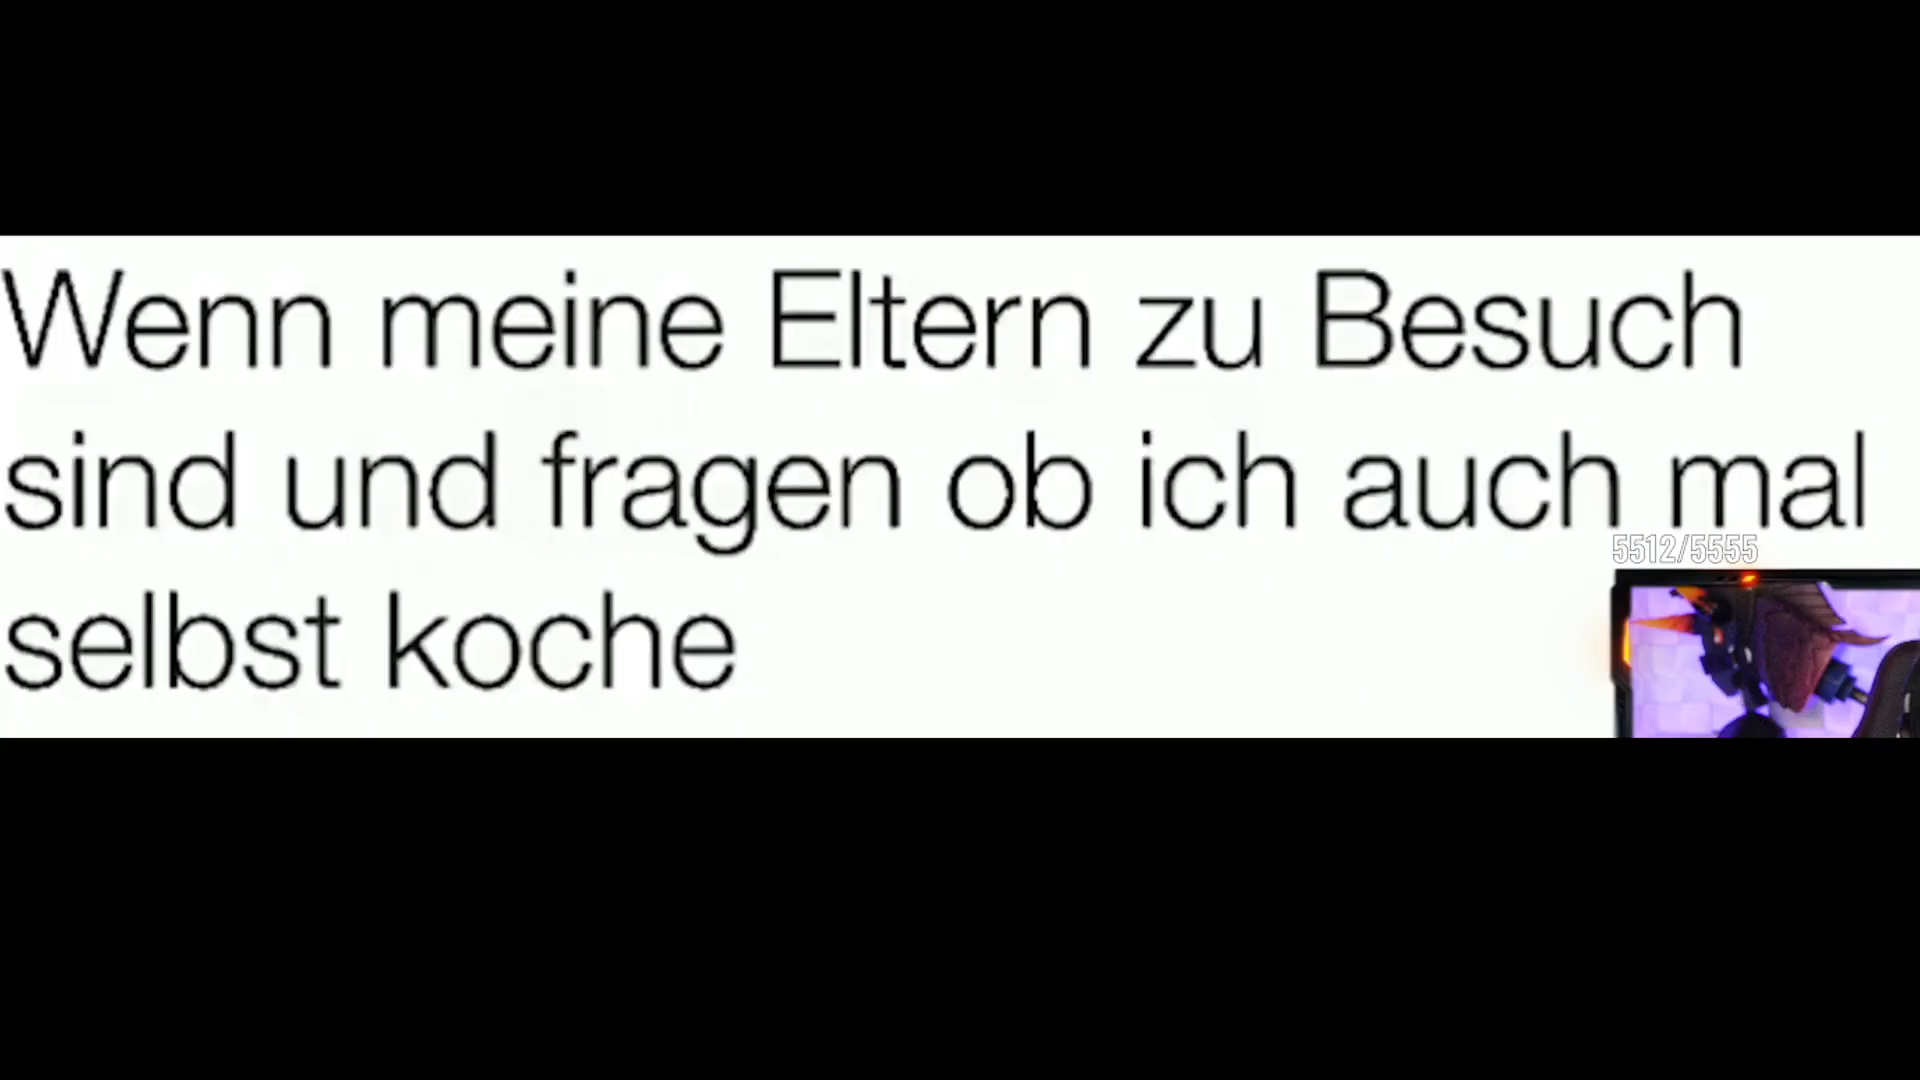 Wenn meine Eltern zu Besuch
sind und fragen ob ich auch mal
5512/5555
selbst koche